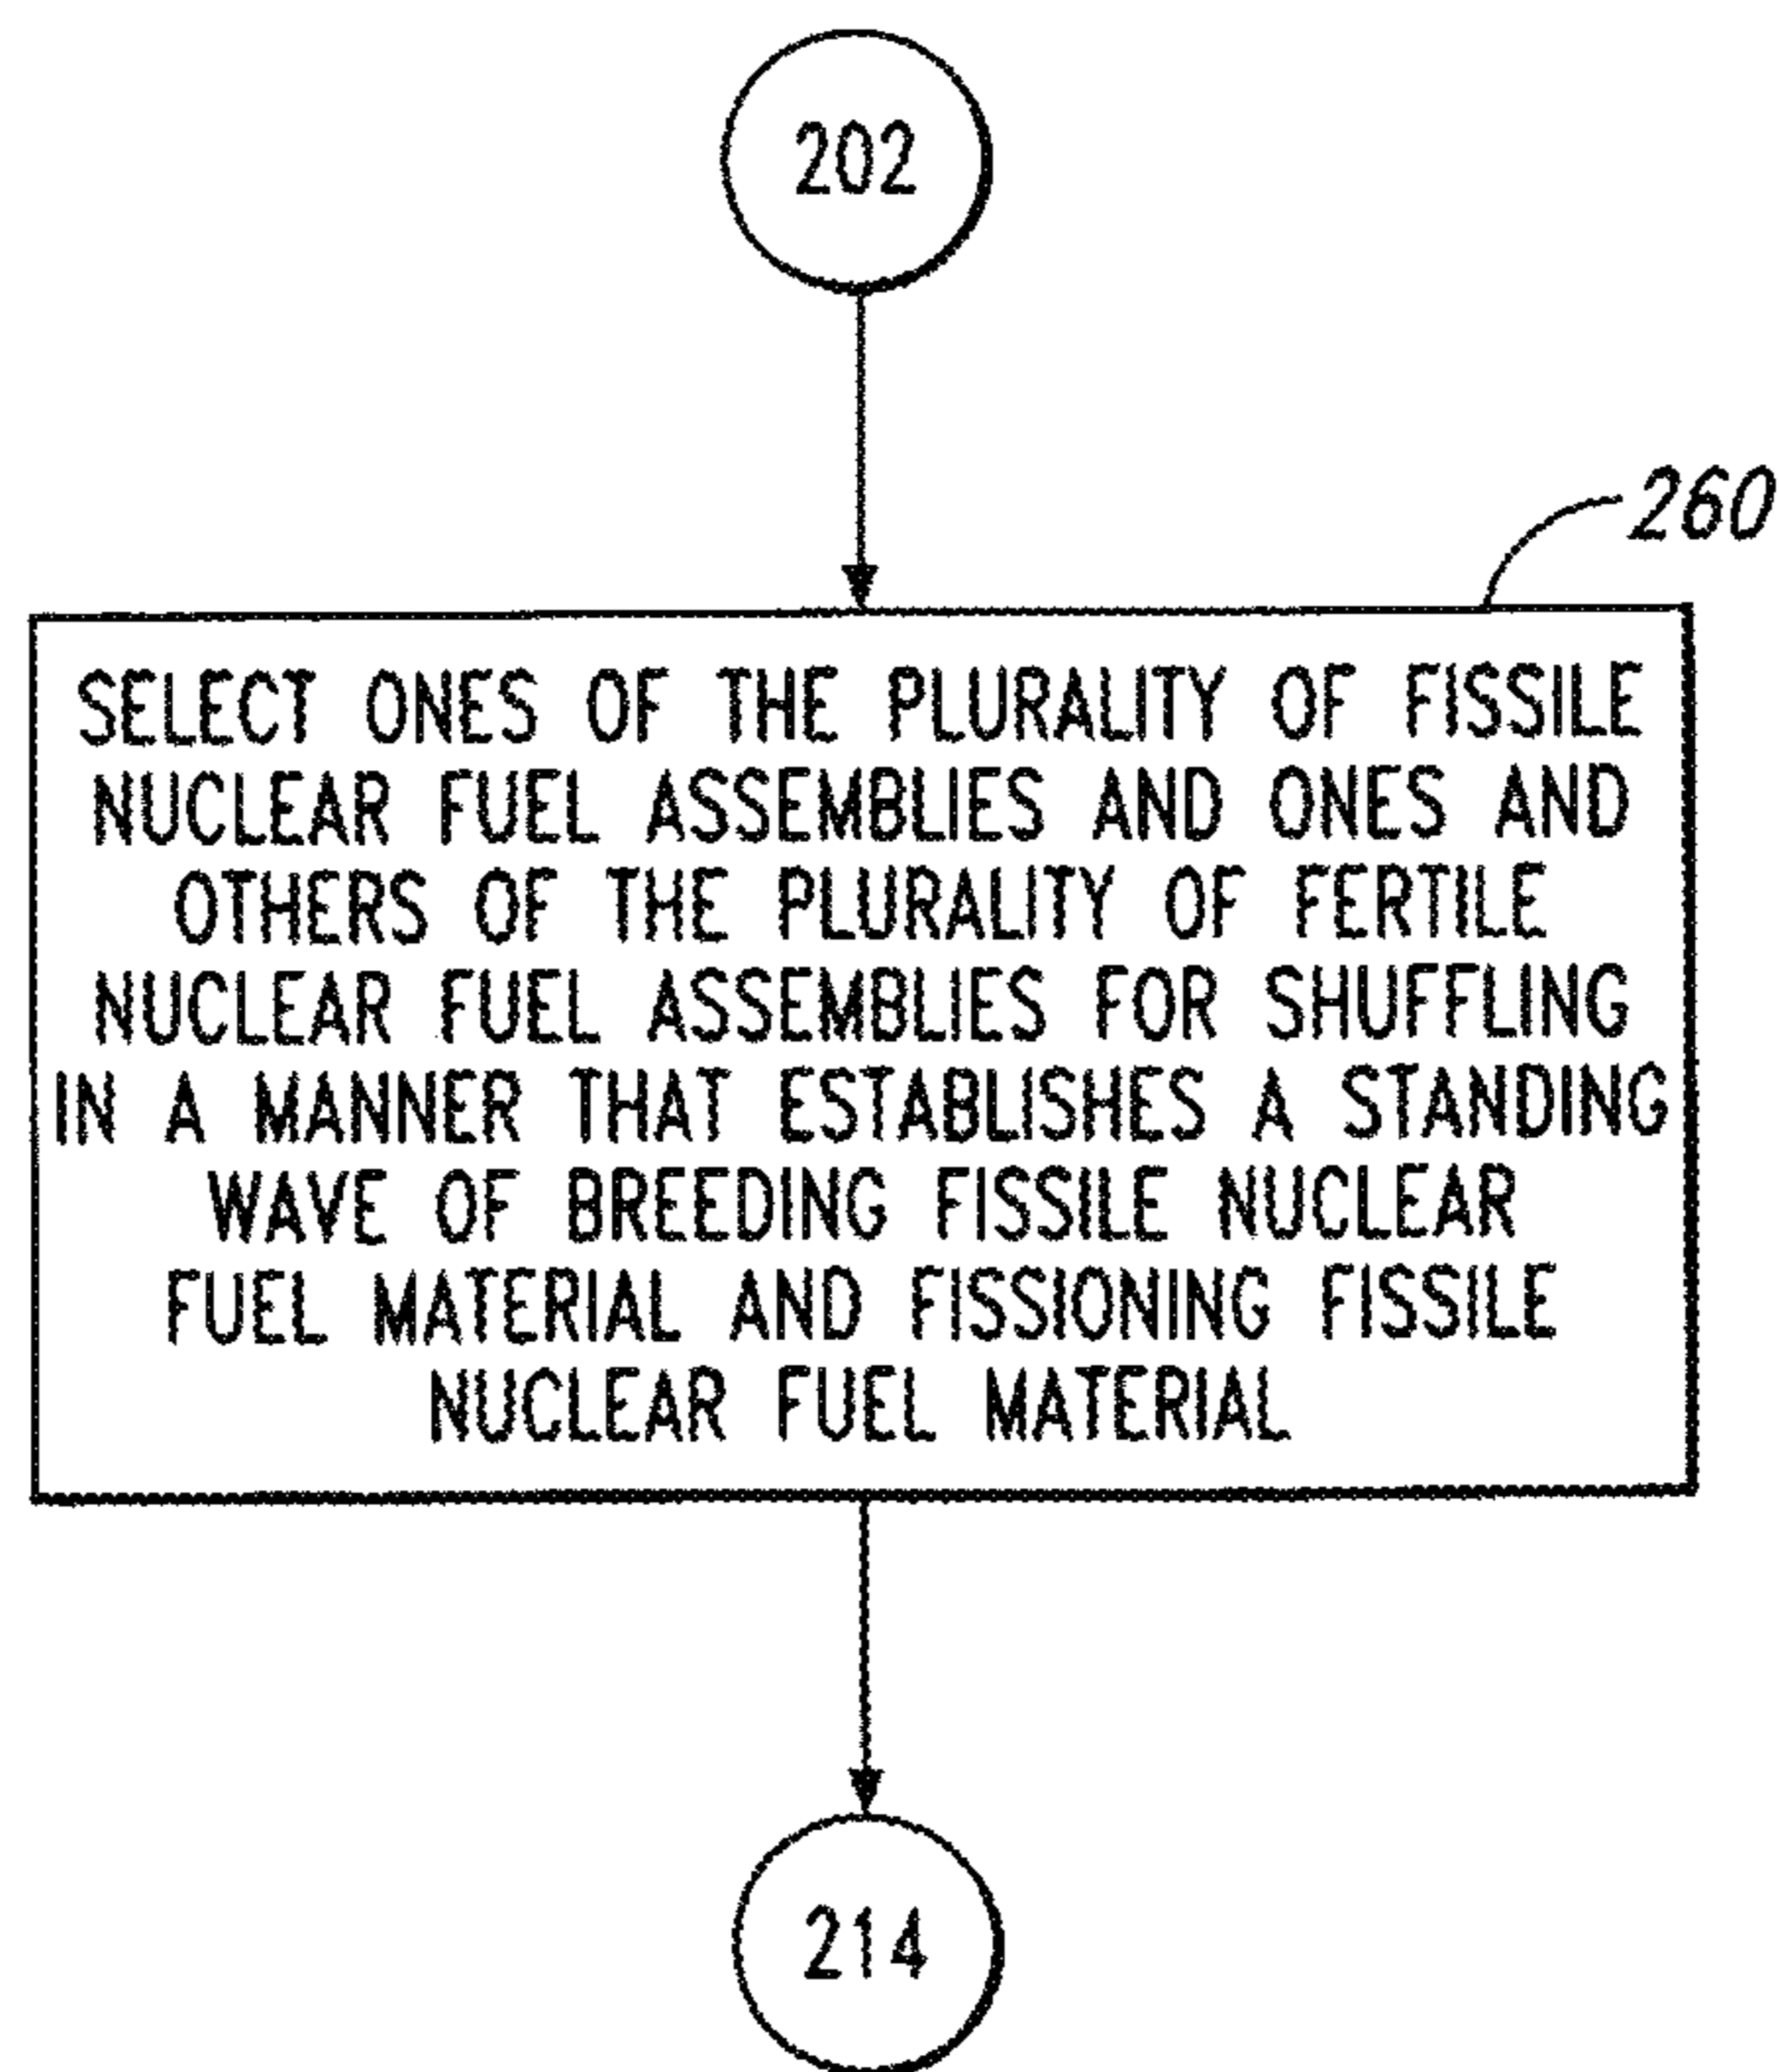 202
260
SELECT ONES OF THE PLURALITY OF FISSILE
NUCLEAR FUEL ASSEMBLIES AND ONES AND
OTHERS OF THE PLURALITY OF FERTILE
NUCLEAR FUEL ASSEMBLIES FOR SHUFFLING
IN A MANNER THAT ESTABLISHES A STANDING
WAVE OF BREEDING FISSILE NUCLEAR
FUEL MATERIAL AND FISSIONING FISSILE
NUCLEAR FUEL MATERIAL
214